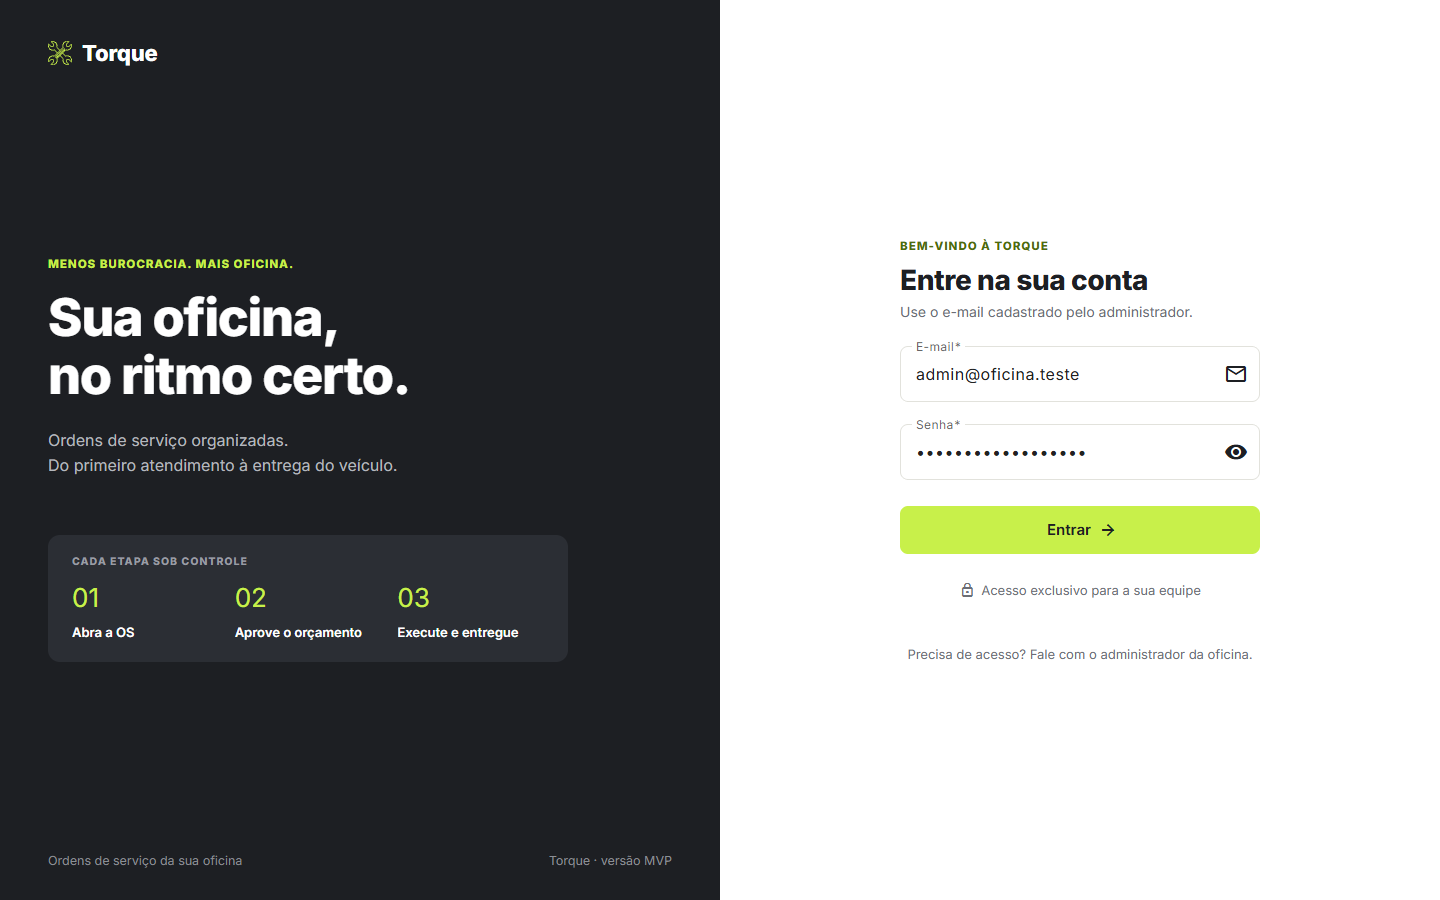 Torque
MENOS BUROCRACIA. MAIS OFICINA.
Sua oficina,
no ritmo certo.
Ordens de serviço organizadas.
Do primeiro atendimento à entrega do veículo.
CADA ETAPA SOB CONTROLE
01
Abra a OS
02
Aprove o orçamento
03
Execute e entregue
Ordens de serviço da sua oficina
Torque · versão MVP
BEM-VINDO À TORQUE
Entre na sua conta
Use o e-mail cadastrado pelo administrador.
E-mail*
admin@oficina.teste
Senha*
••••••••••••••••••
Entrar →
Acesso exclusivo para a sua equipe
Precisa de acesso? Fale com o administrador da oficina.